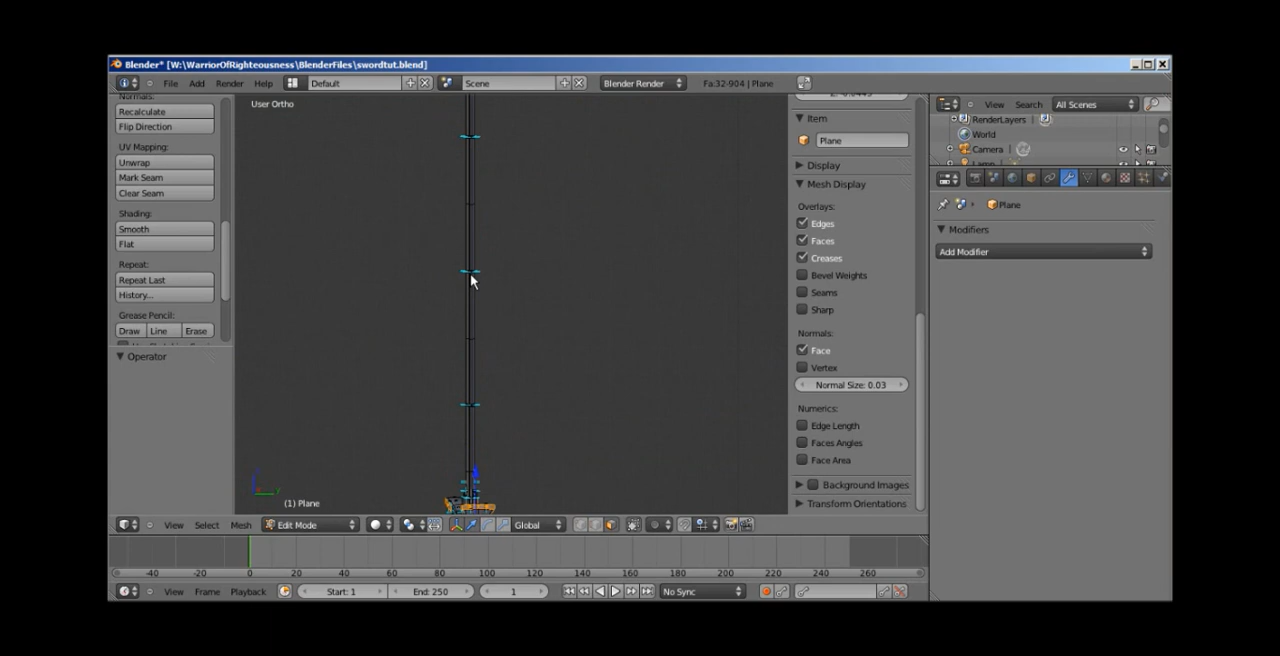 Blender* [W:\WarriorOfRighteousness\BlenderFiles\swordtut.blend]
File Add Render Help Default Scene Blender Render Fa:32-904 | Plane
Normals:
Recalculate
Flip Direction
UV Mapping:
Unwrap
Mark Seam
Clear Seam
Shading:
Smooth
Flat
Repeat:
Repeat Last
History...
Grease Pencil:
Draw Line Erase
Operator
User Ortho
(1) Plane
Item
Plane
Display
Mesh Display
Overlays:
Edges
Faces
Creases
Bevel Weights
Seams
Sharp
Normals:
Face
Vertex
Normal Size: 0.03
Numerics:
Edge Length
Faces Angles
Face Area
Background Images
Transform Orientations
View Search All Scenes
RenderLayers |
World
Camera |
Lamp
Plane
Modifiers
Add Modifier
View Select Mesh Edit Mode Global
-40 -20 0 20 40 60 80 100 120 140 160 180 200 220 240 260
View Frame Playback Start: 1 End: 250 1 No Sync